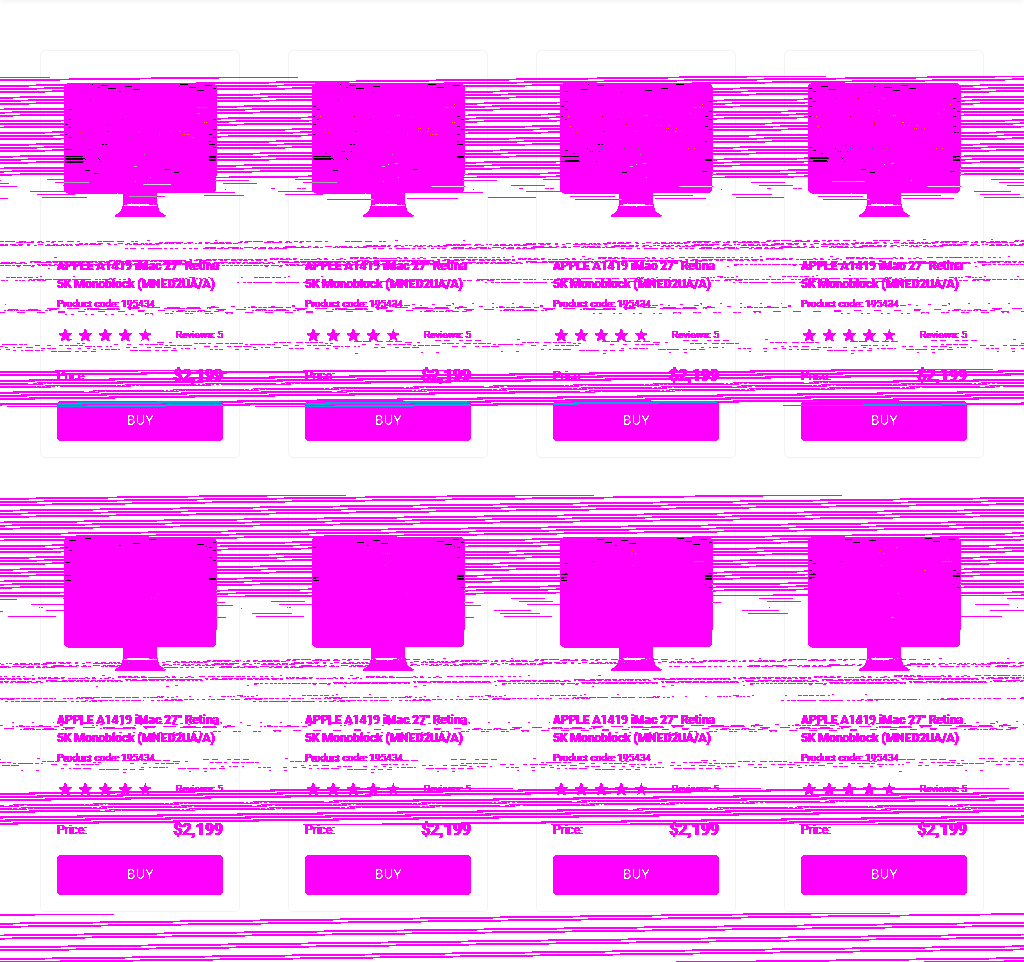 APPLE A1419 iMac 27" Retina
5K Monoblock (MNED2UA/A)
Product code: 195434
Reviews: 5
Price:
$2,199
BUY
APPLE A1419 iMac 27" Retina
5K Monoblock (MNED2UA/A)
Product code: 195434
Reviews: 5
Price:
$2,199
BUY
APPLE A1419 iMac 27" Retina
5K Monoblock (MNED2UA/A)
Product code: 195434
Reviews: 5
Price:
$2,199
BUY
APPLE A1419 iMac 27" Retina
5K Monoblock (MNED2UA/A)
Product code: 195434
Reviews: 5
Price:
$2,199
BUY
APPLE A1419 iMac 27" Retina
5K Monoblock (MNED2UA/A)
Product code: 195434
Reviews: 5
Price:
$2,199
BUY
APPLE A1419 iMac 27" Retina
5K Monoblock (MNED2UA/A)
Product code: 195434
Reviews: 5
Price:
$2,199
BUY
APPLE A1419 iMac 27" Retina
5K Monoblock (MNED2UA/A)
Product code: 195434
Reviews: 5
Price:
$2,199
BUY
APPLE A1419 iMac 27" Retina
5K Monoblock (MNED2UA/A)
Product code: 195434
Reviews: 5
Price:
$2,199
BUY